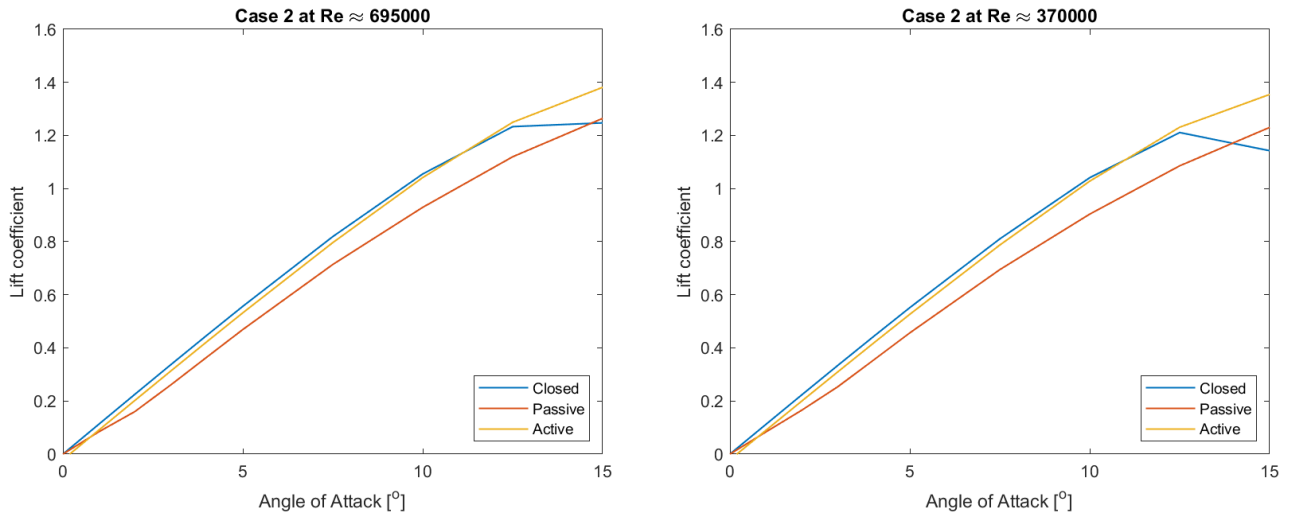 Case 2 at Re ≈ 695000
1.6
1.4
1.2
1
0.8
0.6
0.4
0.2
0
Lift coefficient
0 5 10 15
Angle of Attack [o]
Closed
Passive
Active
Case 2 at Re ≈ 370000
1.6
1.4
1.2
1
0.8
0.6
0.4
0.2
0
Lift coefficient
0 5 10 15
Angle of Attack [o]
Closed
Passive
Active